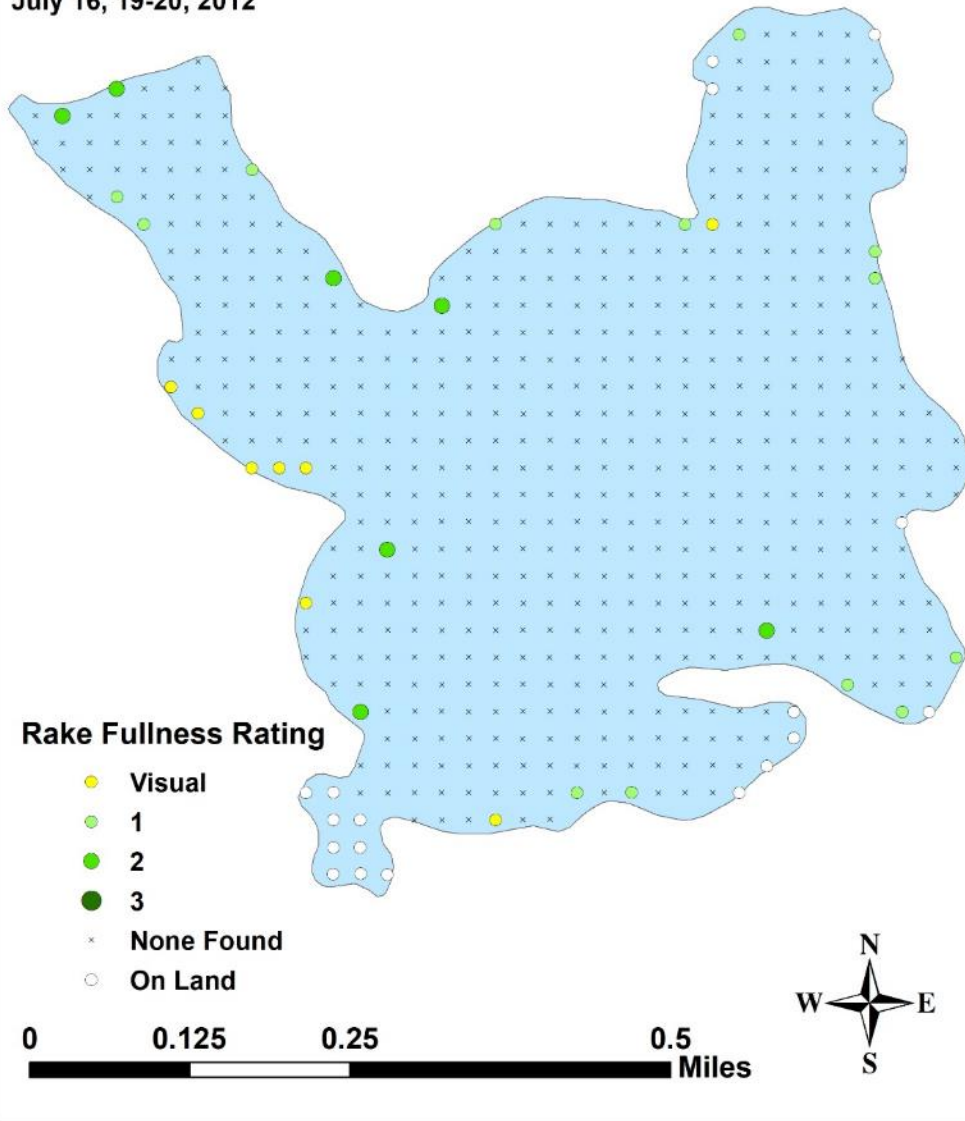 July 16, 19-20, 2012
Rake Fullness Rating
Visual
1
2
3
None Found
On Land
N
W E
S
0 0.125 0.25 0.5
Miles